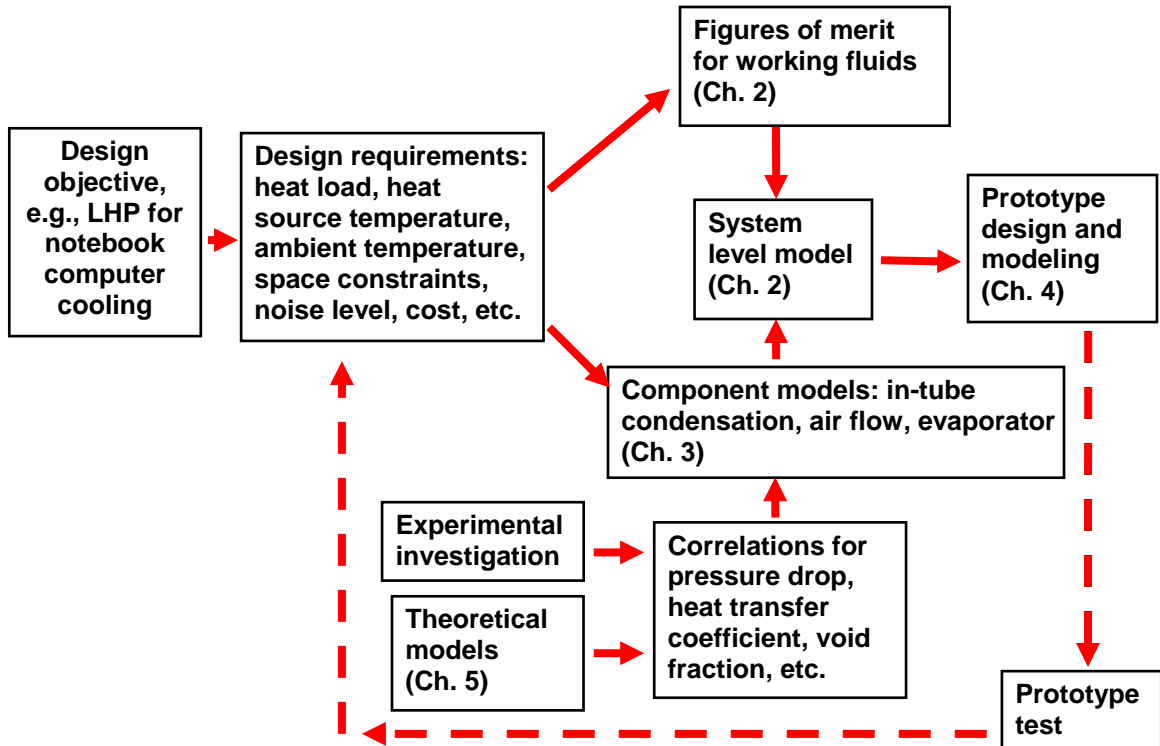 Design
objective,
e.g., LHP for
notebook
computer
cooling
Design requirements:
heat load, heat
source temperature,
ambient temperature,
space constraints,
noise level, cost, etc.
Figures of merit
for working fluids
(Ch. 2)
System
level model
(Ch. 2)
Prototype
design and
modeling
(Ch. 4)
Component models: in-tube
condensation, air flow, evaporator
(Ch. 3)
Experimental
investigation
Theoretical
models
(Ch. 5)
Correlations for
pressure drop,
heat transfer
coefficient, void
fraction, etc.
Prototype
test